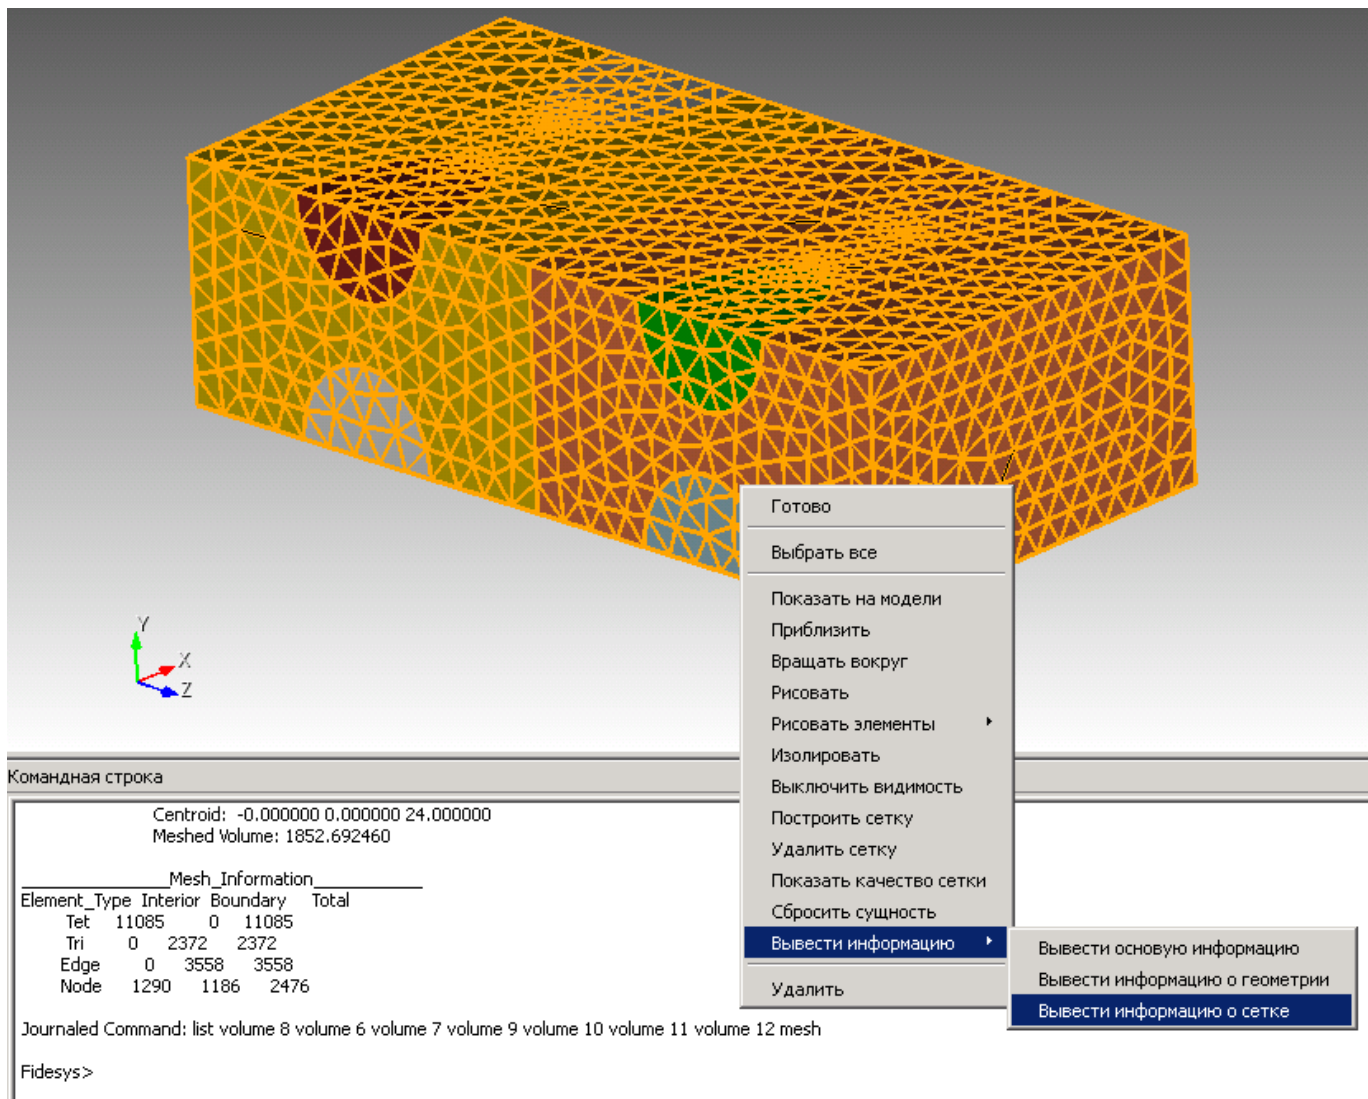 Готово
Выбрать все
Показать на модели
Приблизить
Вращать вокруг
Рисовать
Рисовать элементы
Изолировать
Выключить видимость
Построить сетку
Удалить сетку
Показать качество сетки
Сбросить сущность
Вывести информацию
Удалить
Вывести основую информацию
Вывести информацию о геометрии
Вывести информацию о сетке
Y
X
Z
Командная строка
Centroid: -0.000000 0.000000 24.000000
Meshed Volume: 1852.692460
Mesh_Information
Element_Type Interior Boundary Total
Tet 11085 0 11085
Tri 0 2372 2372
Edge 0 3558 3558
Node 1290 1186 2476
Journaled Command: list volume 8 volume 6 volume 7 volume 9 volume 10 volume 11 volume 12 mesh
Fidesys>